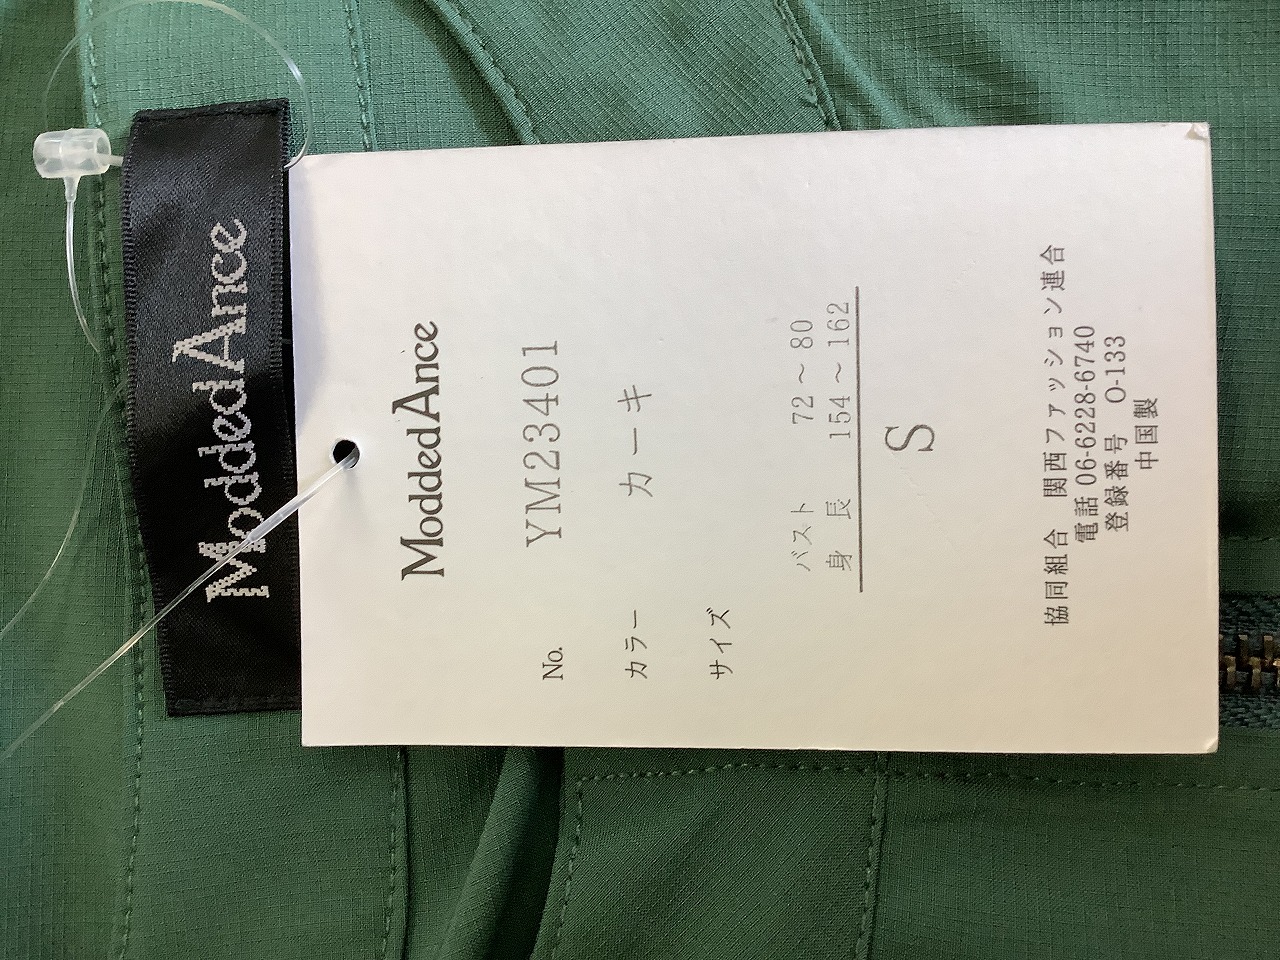 ModdedAnce
ModdedAnce
No. YM23401
カラー カーキ
サイズ
バスト 72～80
身長 154～162
S
協同組合 関西ファッション連合
電話 06-6228-6740
登録番号 O-133
中国製